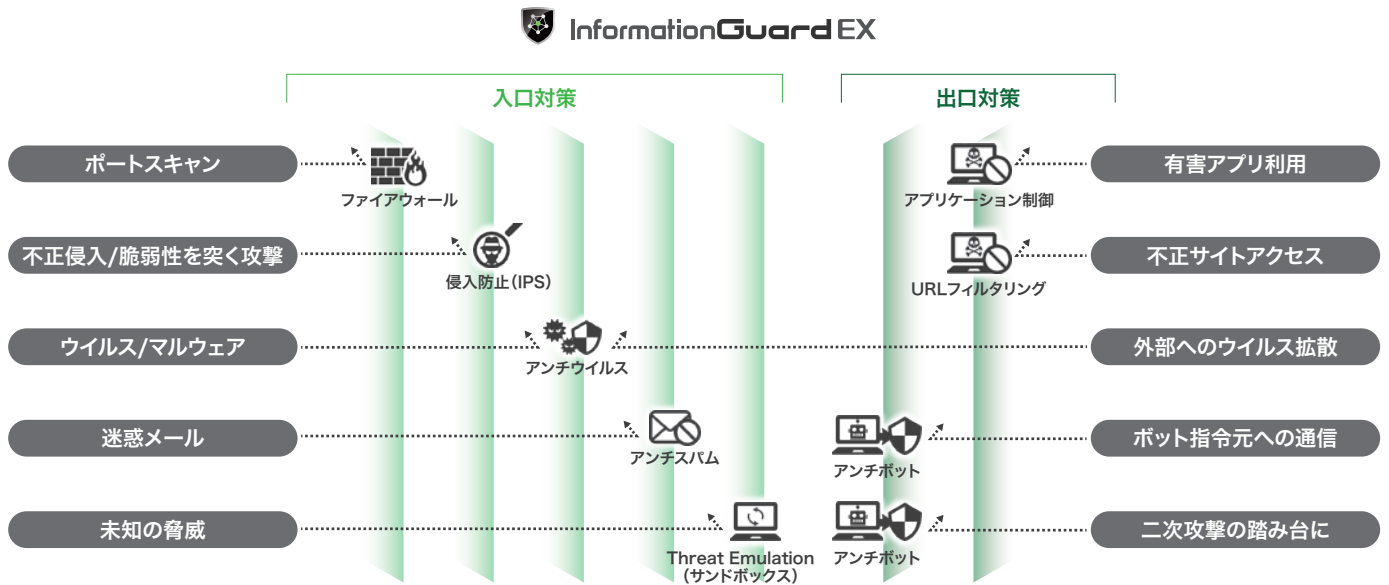 InformationGuard EX
入口対策
出口対策
ポートスキャン
ファイアウォール
アプリケーション制御
有害アプリ利用
不正侵入/脆弱性を突く攻撃
侵入防止(IPS)
URLフィルタリング
不正サイトアクセス
ウイルス/マルウェア
アンチウイルス
外部へのウイルス拡散
迷惑メール
アンチスパム
アンチボット
ボット指令元への通信
未知の脅威
Threat Emulation
(サンドボックス)
アンチボット
二次攻撃の踏み台に